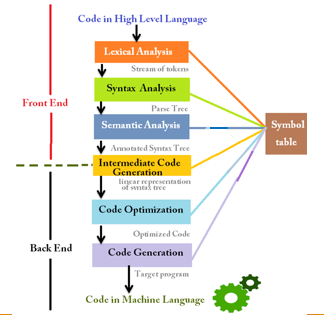 Code in High Level Language
Lexical Analysis
Stream of tokens
Syntax Analysis
Parse Tree
Front End
Semantic Analysis
Symbol
table
Annotated Syntax Tree
Intermediate Code
Generation
linear representation
of syntax tree
Code Optimization
Optimized Code
Back End
Code Generation
Target program
Code in Machine Language